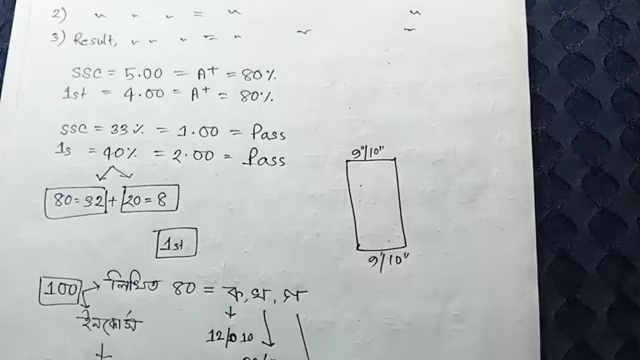 2) " " " = " "
3) Result, " " " = " " "
SSC = 5.00 = A+ = 80%
1st = 4.00 = A+ = 80%
SSC = 33% = 1.00 = Pass
1s = 40% = 2.00 = Pass
80=32 + 20=8
9"/10"
1st
9"/10"
100 → লিখিত 80 = ক, খ, গ
ইনকোর্স
12/10